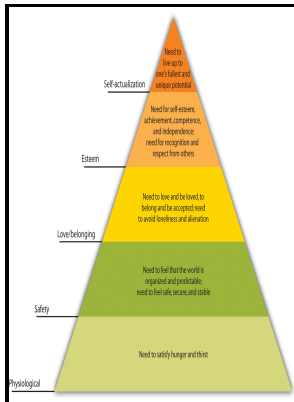 Need to
live up to
one's fullest and
unique potential
Self-actualization
Need for self-esteem,
achievement, competence,
and independence;
need for recognition and
respect from others
Esteem
Need to love and be loved, to
belong and be accepted; need
to avoid loneliness and alienation
Love/belonging
Need to feel that the world is
organized and predictable;
need to feel safe, secure, and stable
Safety
Need to satisfy hunger and thirst
Physiological